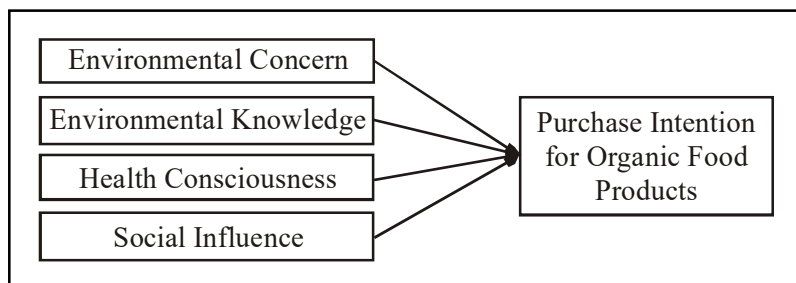 Environmental Concern
Environmental Knowledge
Health Consciousness
Social Influence
Purchase Intention
for Organic Food
Products